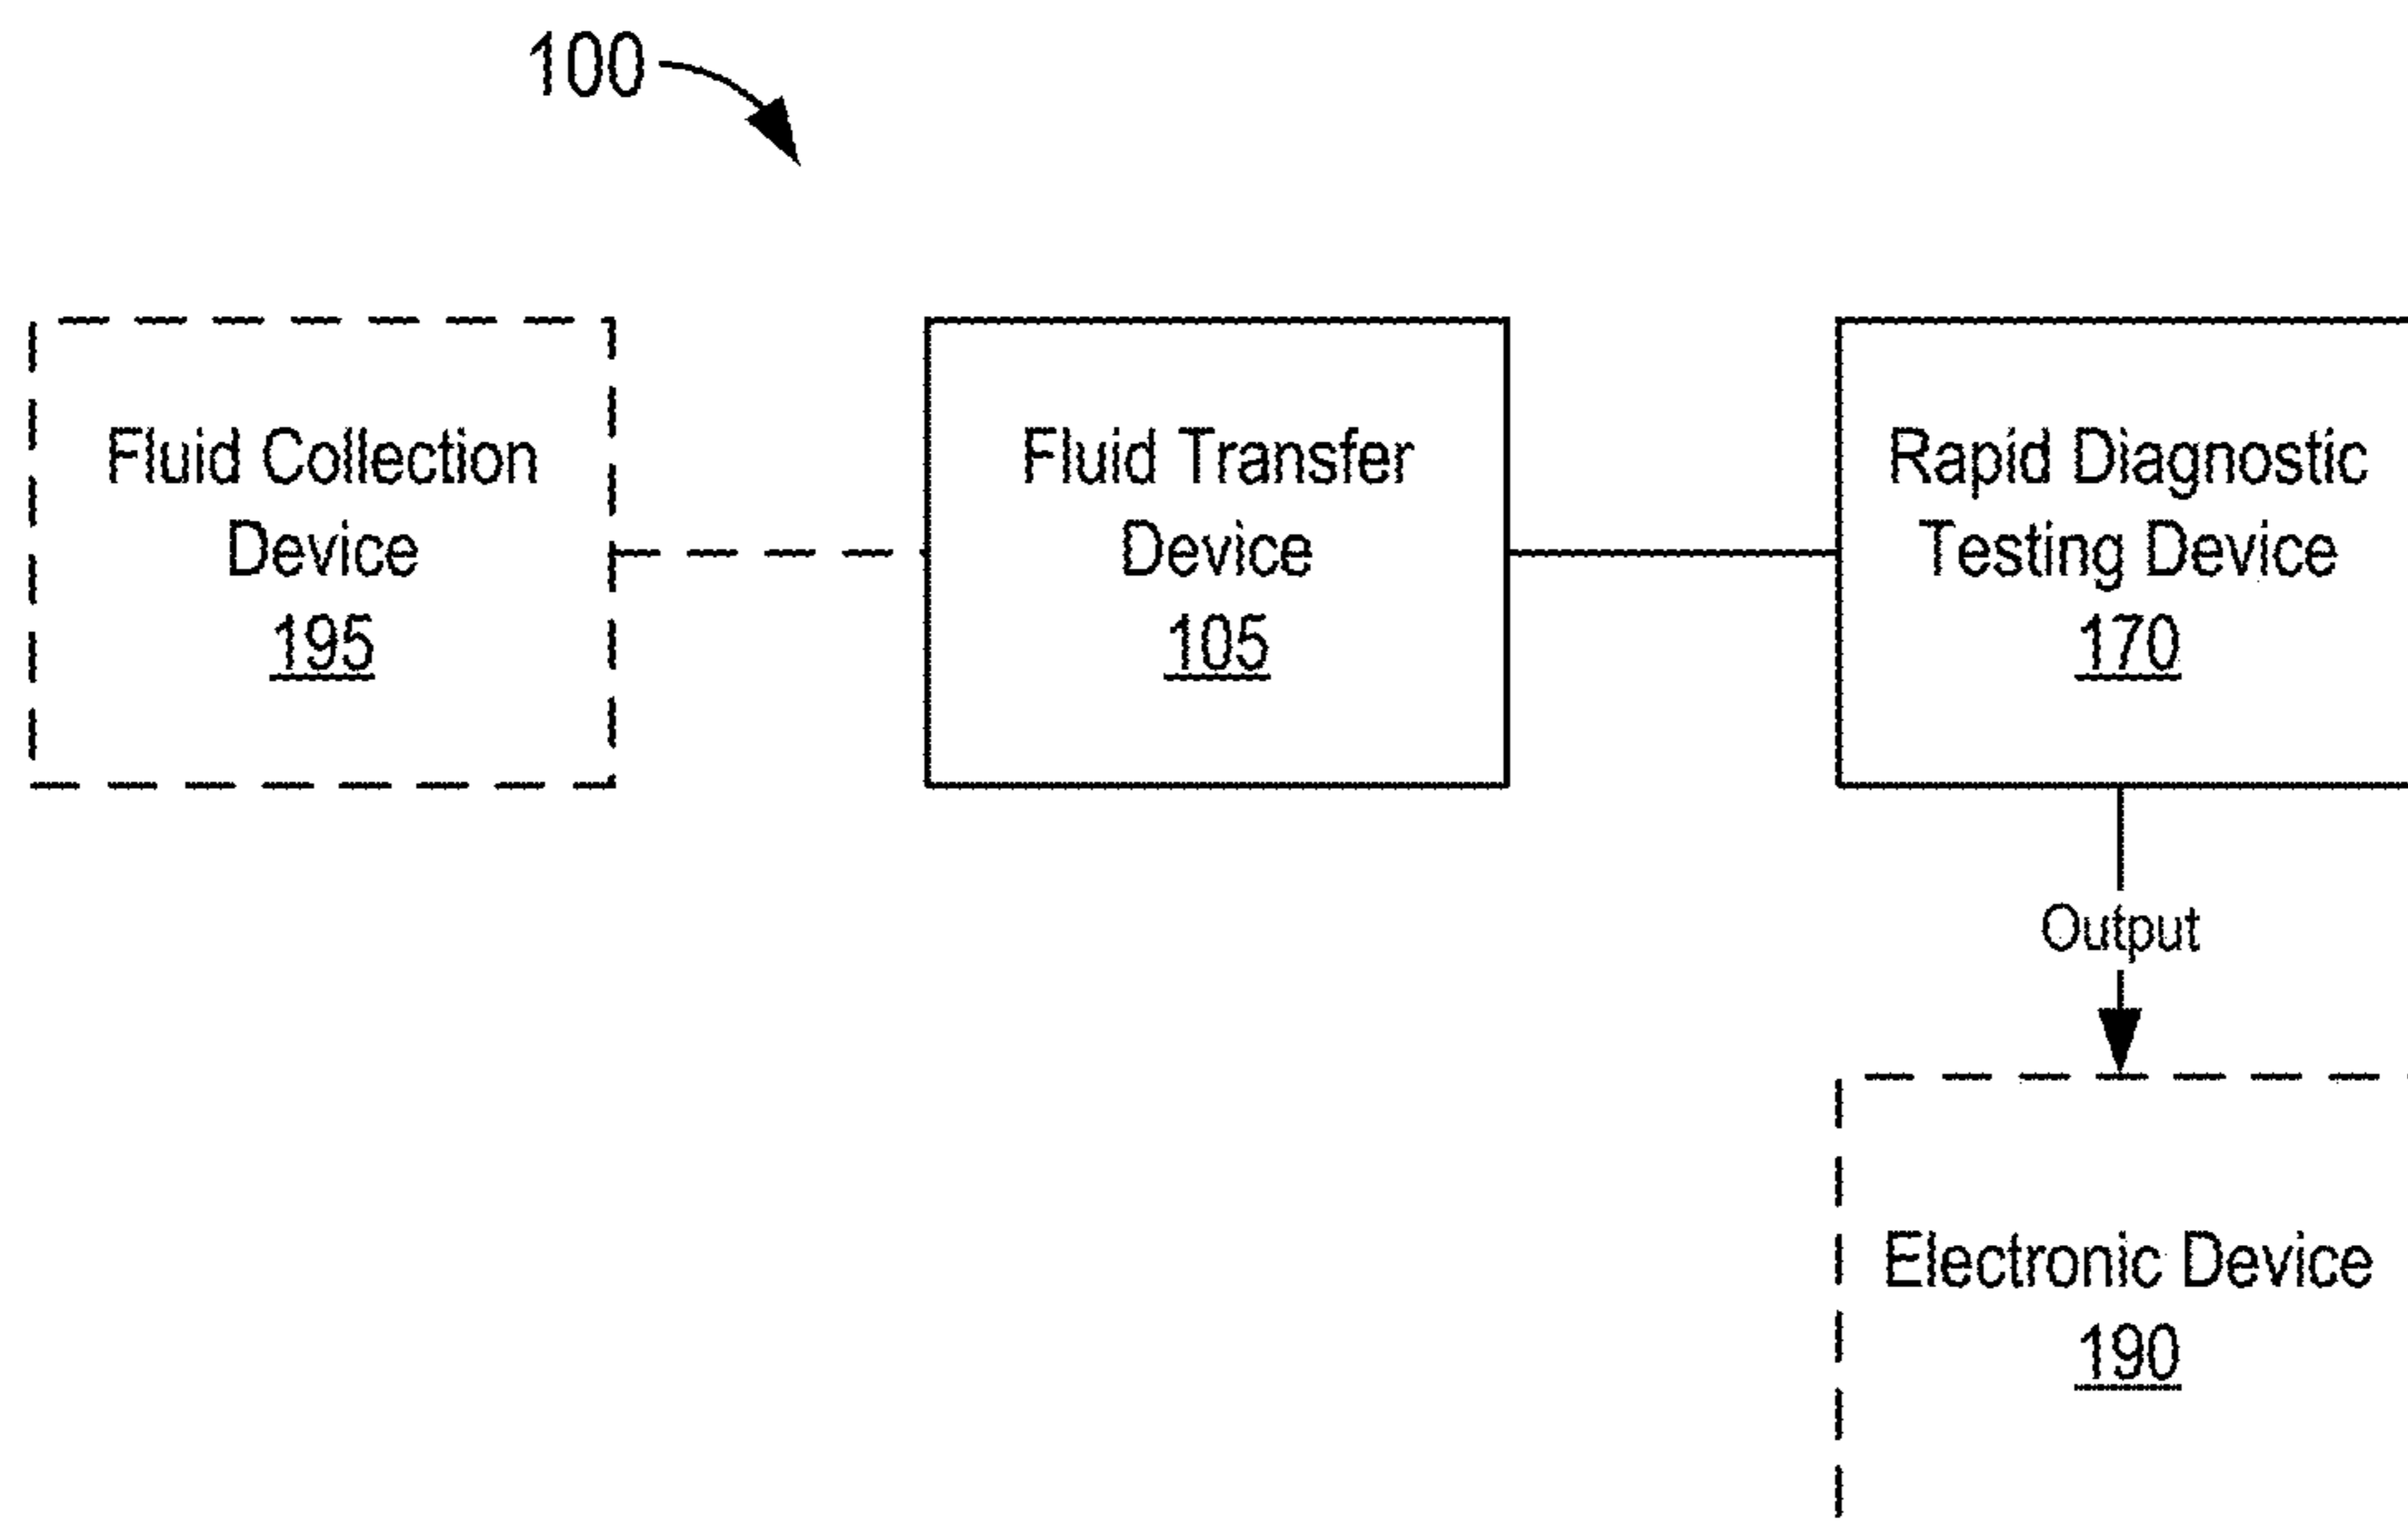 100
Fluid Collection
Device
195
Fluid Transfer
Device
105
Rapid Diagnostic
Testing Device
170
Output
Electronic Device
190